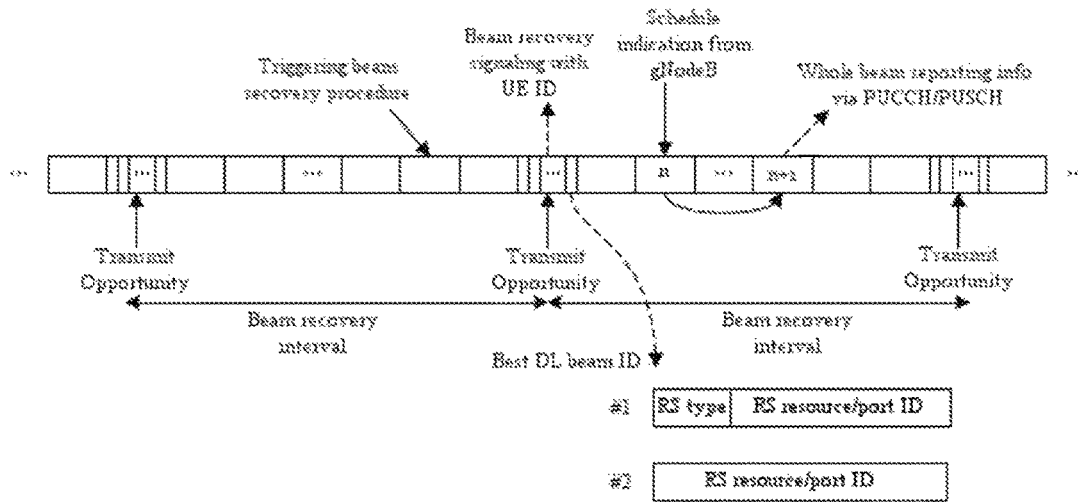 Schedule
indication from
gNodeB
Beam recovery
signaling with
UE ID
Triggering beam
recovery procedure
Whole beam reporting info
via PUCCH/PUSCH
... ... ... ... n ... n+1 ... ...
Transmit
Opportunity
Transmit
Opportunity
Transmit
Opportunity
Beam recovery
interval
Beam recovery
interval
Best DL beam ID
#1 RS type RS resource/port ID
#2 RS resource/port ID